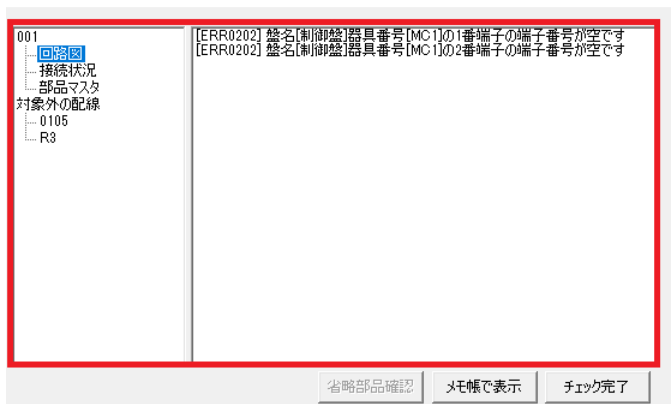 001
回路図
接続状況
部品マスタ
対象外の配線
0105
R3
[ERR0202] 盤名[制御盤]器具番号[MC1]の1番端子の端子番号が空です
[ERR0202] 盤名[制御盤]器具番号[MC1]の2番端子の端子番号が空です
省略部品確認
メモ帳で表示
チェック完了